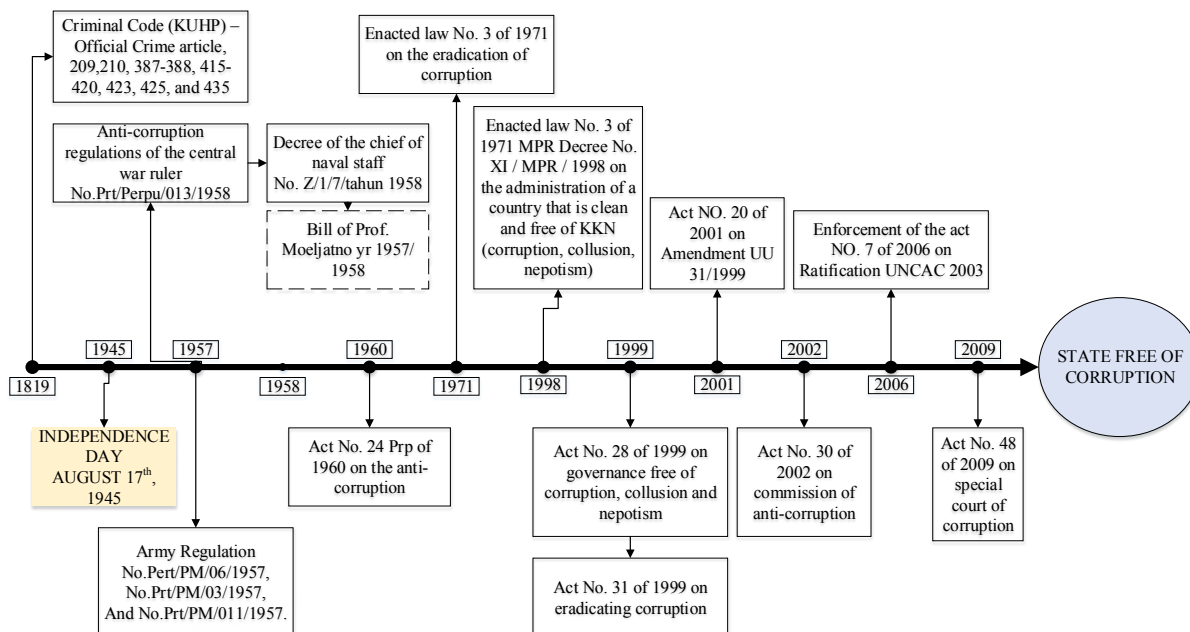 Criminal Code (KUHP) –
Official Crime article,
209,210, 387-388, 415-
420, 423, 425, and 435
Enacted law No. 3 of 1971
on the eradication of
corruption
Anti-corruption
regulations of the central
war ruler
No.Prt/Perpu/013/1958
Decree of the chief of
naval staff
No. Z/1/7/tahun 1958
Bill of Prof.
Moeljatno yr 1957/
1958
Enacted law No. 3 of
1971 MPR Decree No.
XI / MPR / 1998 on
the administration of a
country that is clean
and free of KKN
(corruption, collusion,
nepotism)
Act NO. 20 of
2001 on
Amendment UU
31/1999
Enforcement of the act
NO. 7 of 2006 on
Ratification UNCAC 2003
1819
1945
1957
1958
1960
1971
1998
1999
2001
2002
2006
2009
STATE FREE OF
CORRUPTION
INDEPENDENCE
DAY
AUGUST 17th,
1945
Army Regulation
No.Pert/PM/06/1957,
No.Prt/PM/03/1957,
And No.Prt/PM/011/1957.
Act No. 24 Prp of
1960 on the anti-
corruption
Act No. 28 of 1999 on
governance free of
corruption, collusion and
nepotism
Act No. 31 of 1999 on
eradicating corruption
Act No. 30 of
2002 on
commission of
anti-corruption
Act No. 48
of 2009 on
special
court of
corruption